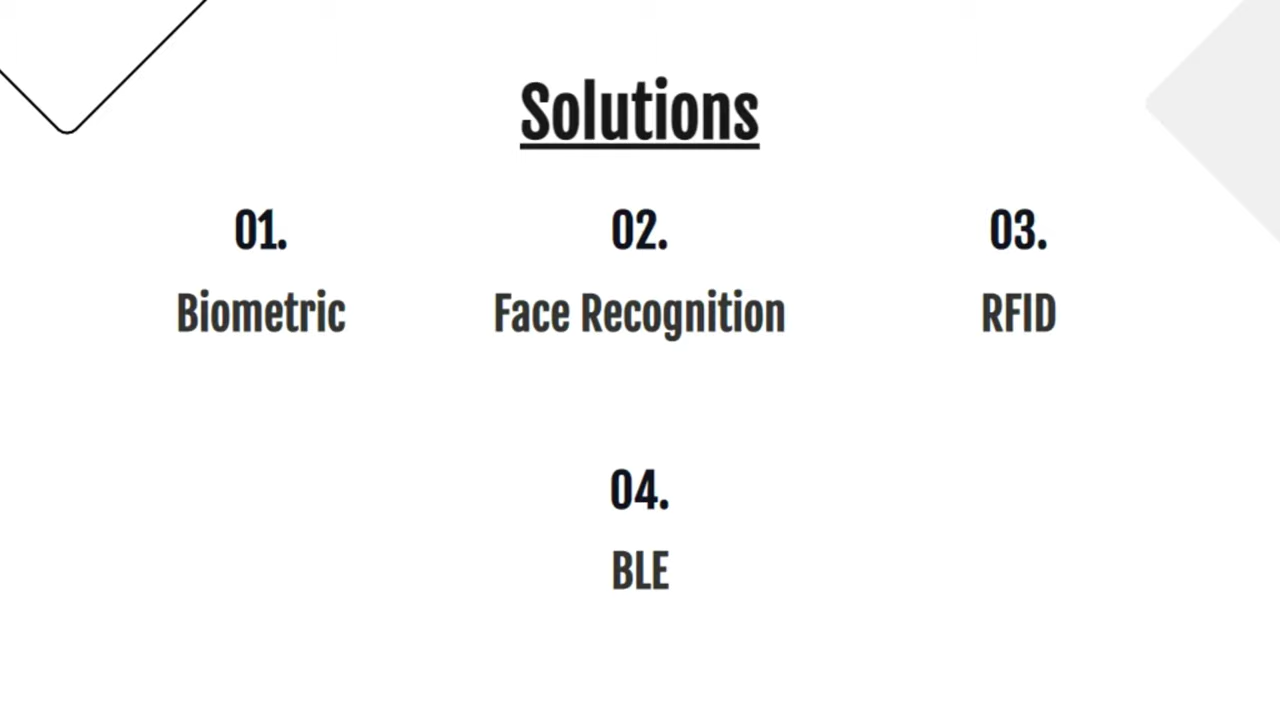 Solutions
01.
Biometric
02.
Face Recognition
03.
RFID
04.
BLE